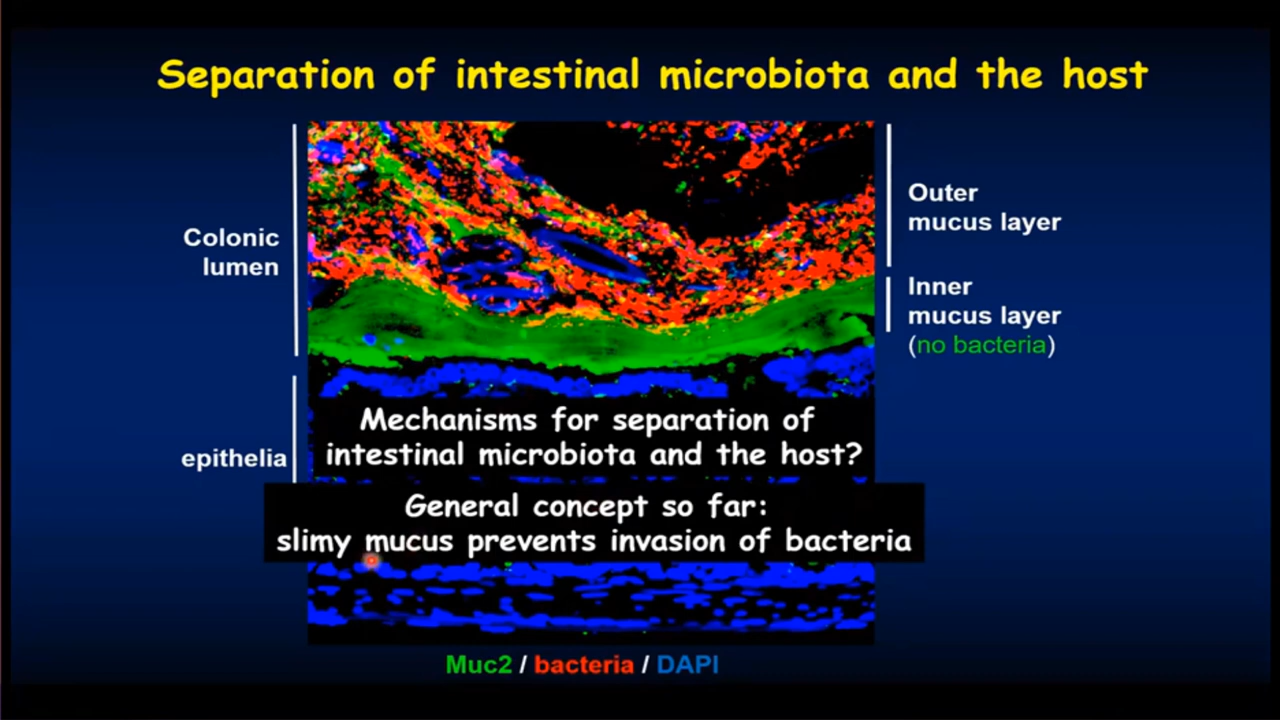 Separation of intestinal microbiota and the host
Colonic
lumen
Outer
mucus layer
Inner
mucus layer
(no bacteria)
epithelia
Mechanisms for separation of
intestinal microbiota and the host?
General concept so far:
slimy mucus prevents invasion of bacteria
Muc2 / bacteria / DAPI